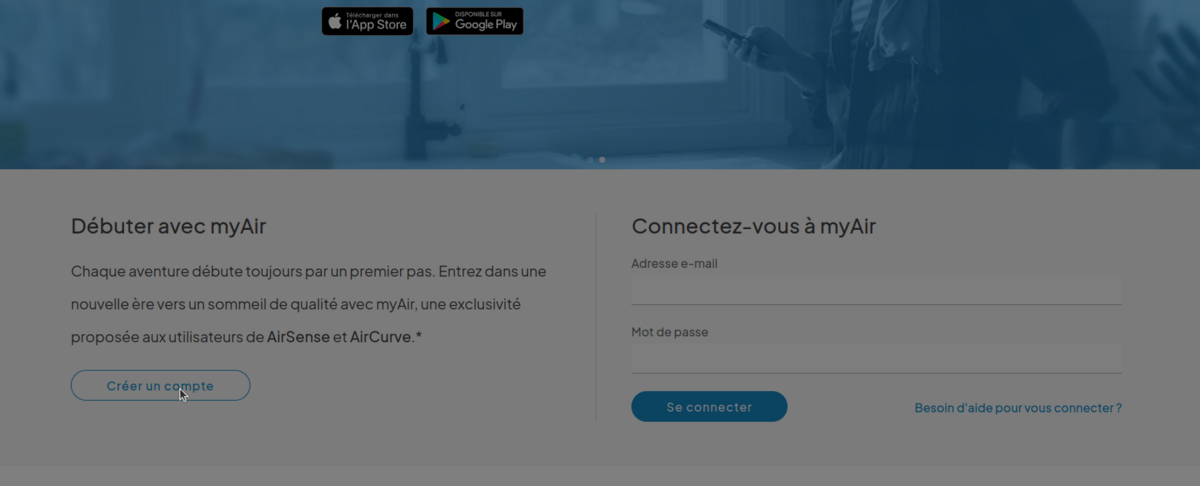 Télécharger dans
l'App Store
DISPONIBLE SUR
Google Play
Débuter avec myAir
Chaque aventure débute toujours par un premier pas. Entrez dans une
nouvelle ère vers un sommeil de qualité avec myAir, une exclusivité
proposée aux utilisateurs de AirSense et AirCurve.*
Créer un compte
Connectez-vous à myAir
Adresse e-mail
Mot de passe
Se connecter
Besoin d'aide pour vous connecter ?